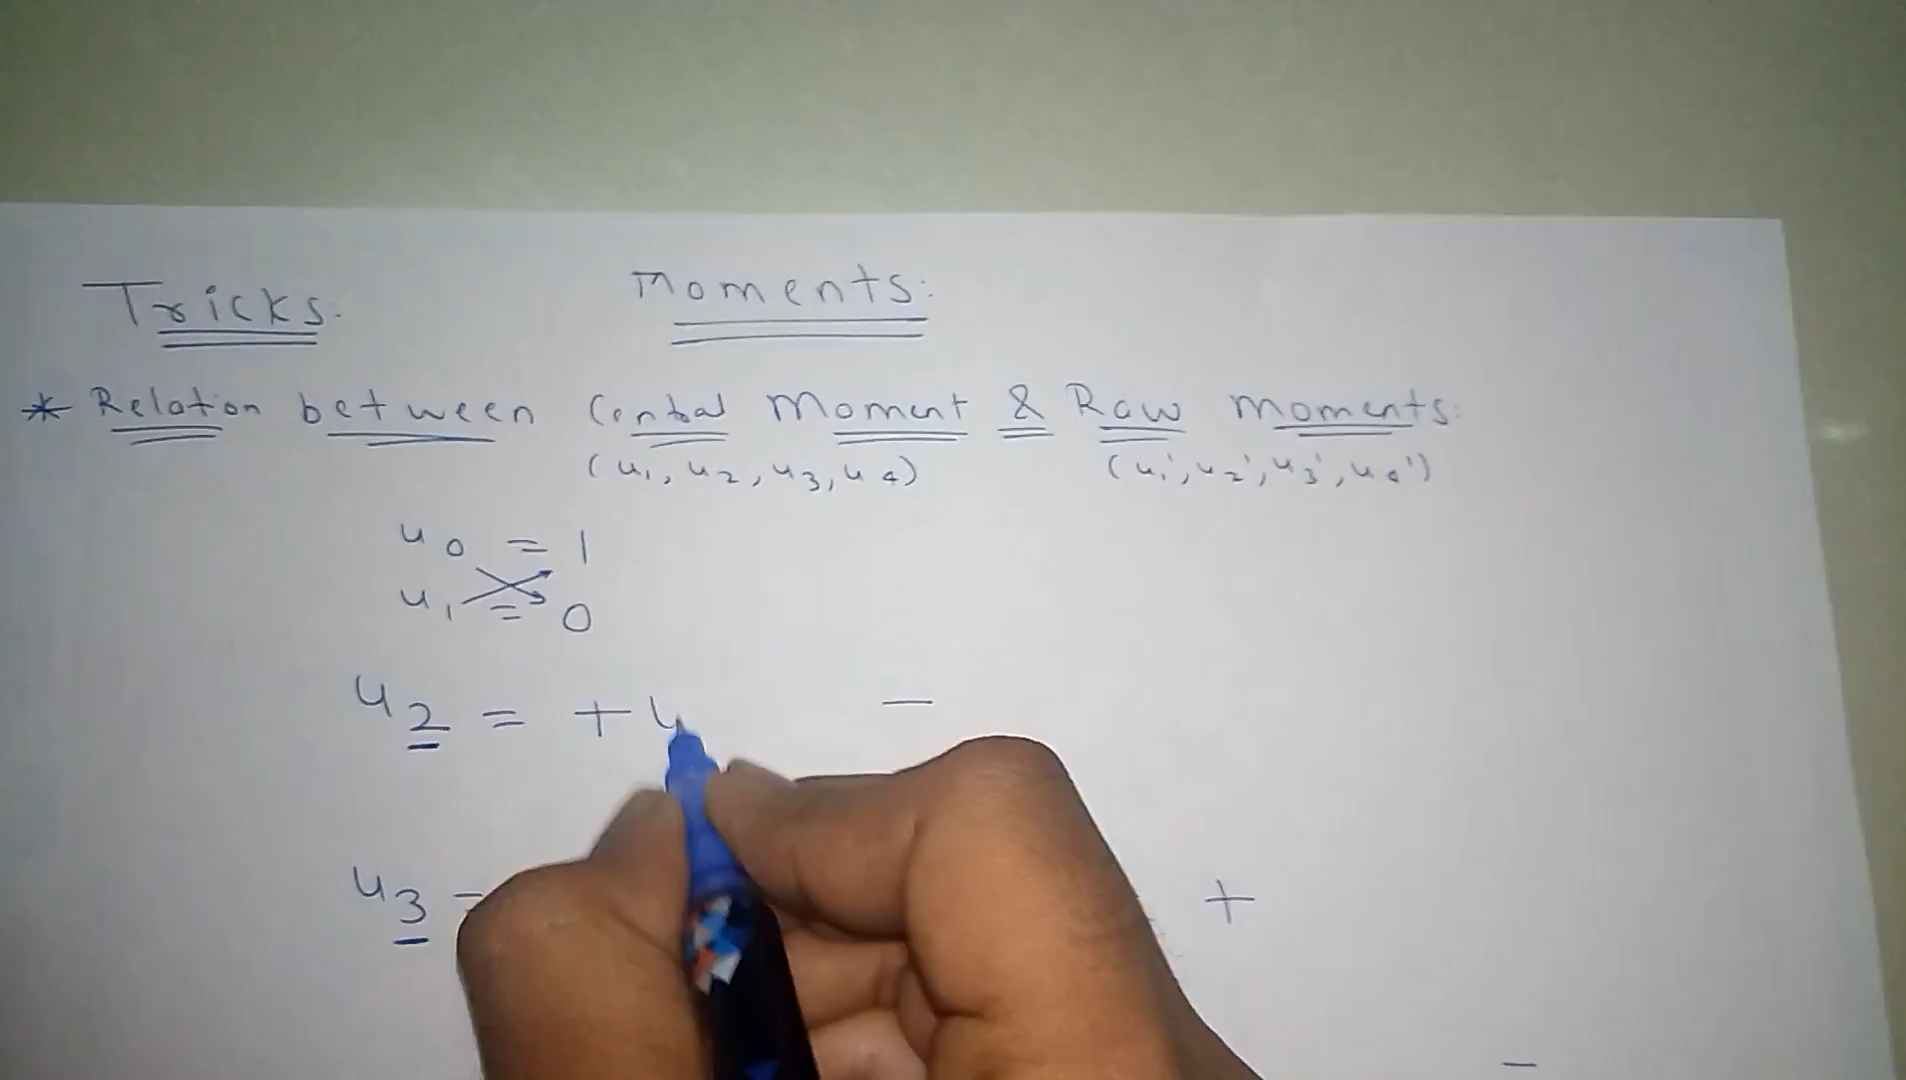 Tricks: Moments:
* Relation between Central Moment & Raw Moments:
(u₁, u₂, u₃, u₄) (u₁', u₂', u₃', u₄')
u₀ = 1
u₁ = 0
u₂ = + u −
u₃ = +
−